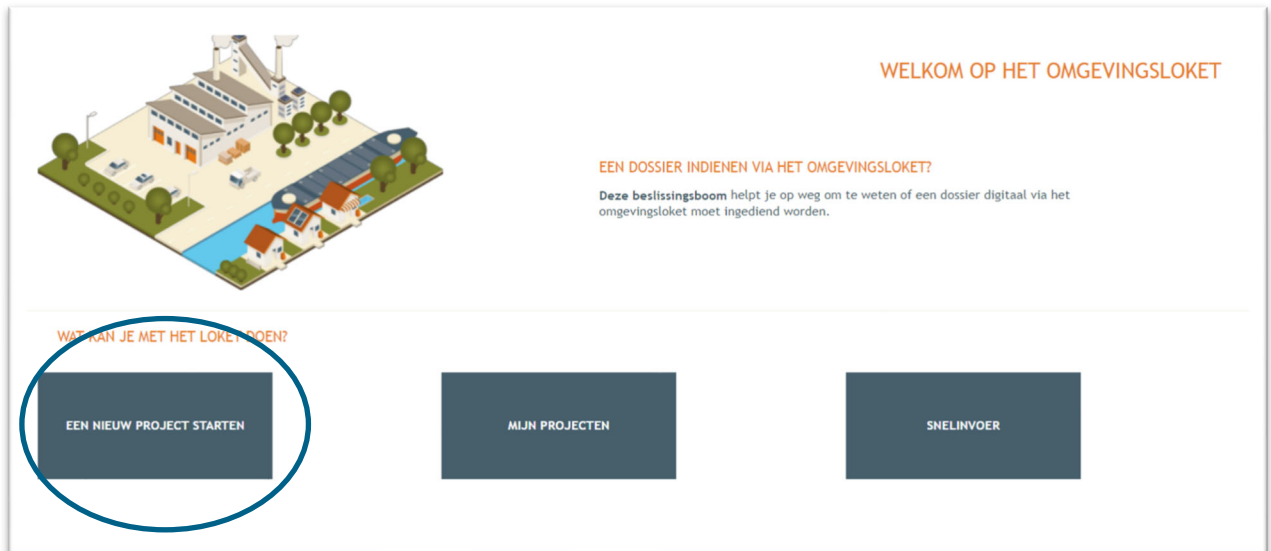 WELKOM OP HET OMGEVINGSLOKET
EEN DOSSIER INDIENEN VIA HET OMGEVINGSLOKET?
Deze beslissingsboom helpt je op weg om te weten of een dossier digitaal via het
omgevingsloket moet ingediend worden.
WAT KAN JE MET HET LOKET DOEN?
EEN NIEUW PROJECT STARTEN
MIJN PROJECTEN
SNELINVOER